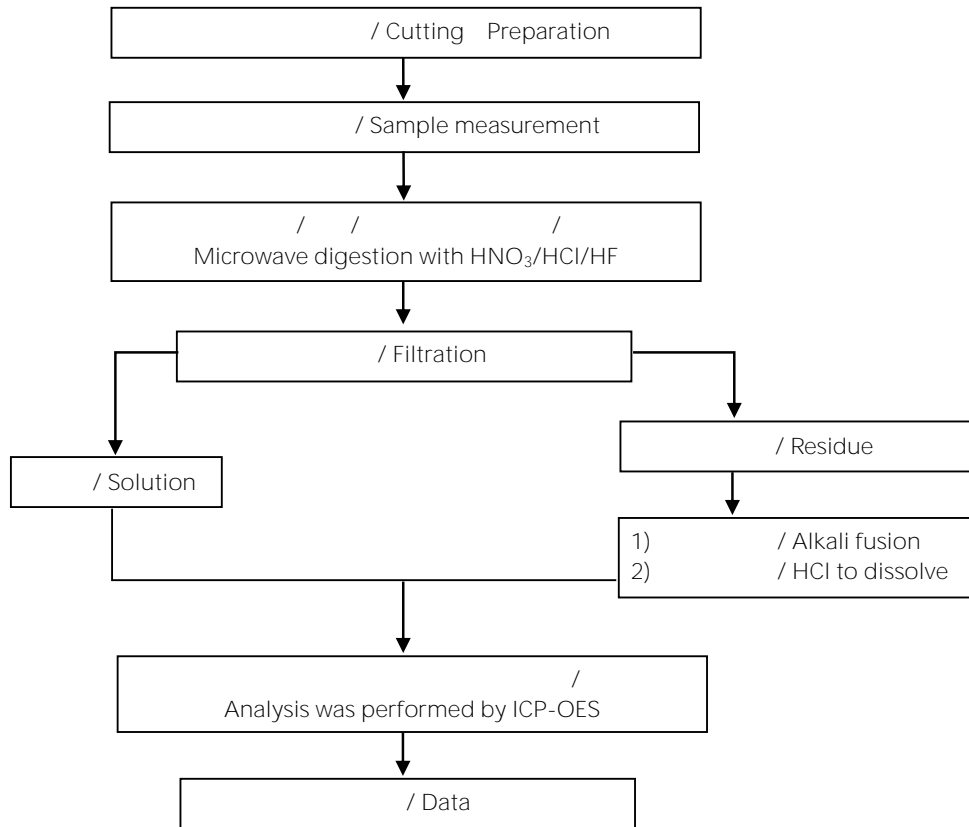 / Cutting Preparation
/ Sample measurement
/ / /
Microwave digestion with HNO₃/HCl/HF
/ Filtration
/ Residue
/ Solution
1) / Alkali fusion
2) / HCl to dissolve
/
Analysis was performed by ICP-OES
/ Data